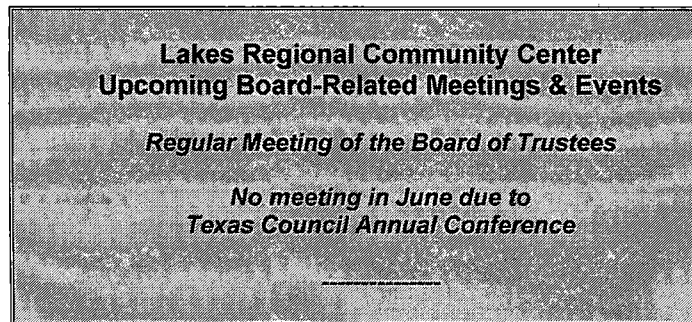 Lakes Regional Community Center
Upcoming Board-Related Meetings & Events
Regular Meeting of the Board of Trustees
No meeting in June due to
Texas Council Annual Conference